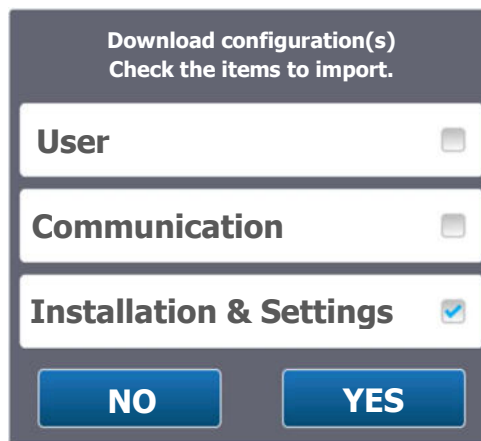 Download configuration(s)
Check the items to import.
User
Communication
Installation & Settings
NO
YES